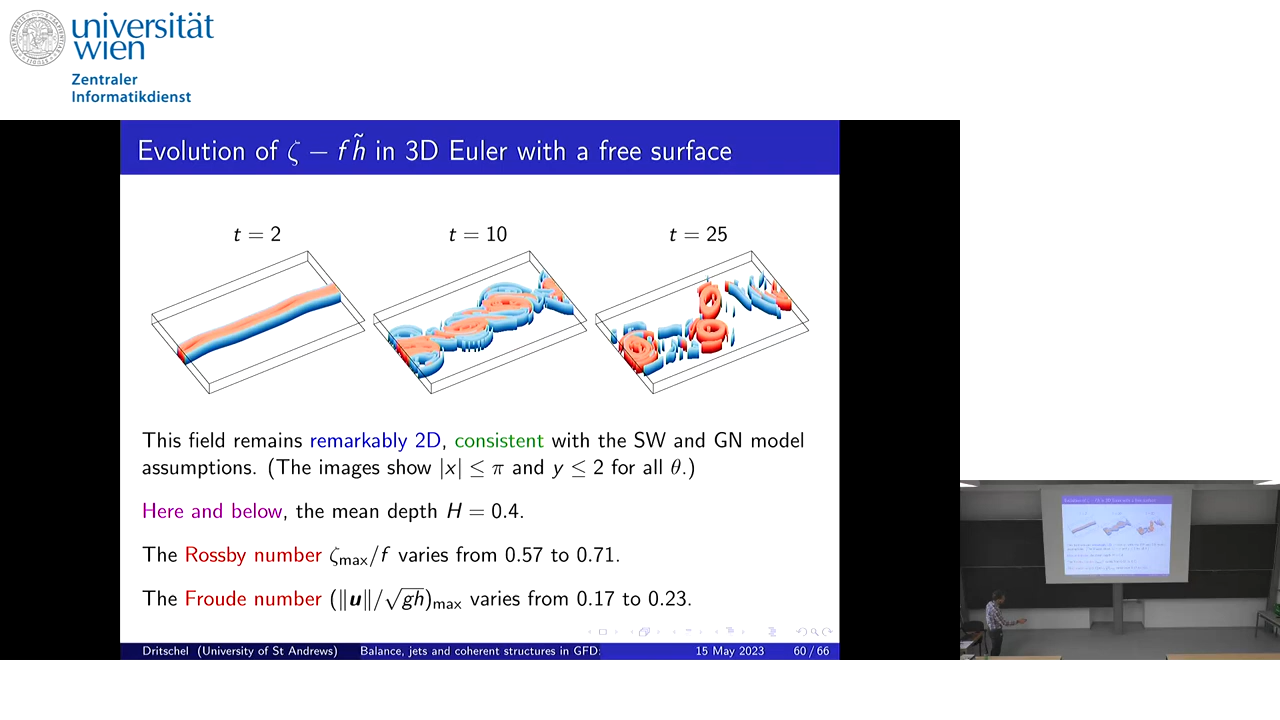 universität
wien
Zentraler
Informatikdienst
Evolution of ζ − f h̃ in 3D Euler with a free surface
t = 2 t = 10 t = 25
This field remains remarkably 2D, consistent with the SW and GN model
assumptions. (The images show |x| ≤ π and y ≤ 2 for all θ.)
Here and below, the mean depth H = 0.4.
The Rossby number ζmax/f varies from 0.57 to 0.71.
The Froude number (‖u‖/√gh)max varies from 0.17 to 0.23.
Dritschel (University of St Andrews) Balance, jets and coherent structures in GFD: 15 May 2023 60 / 66